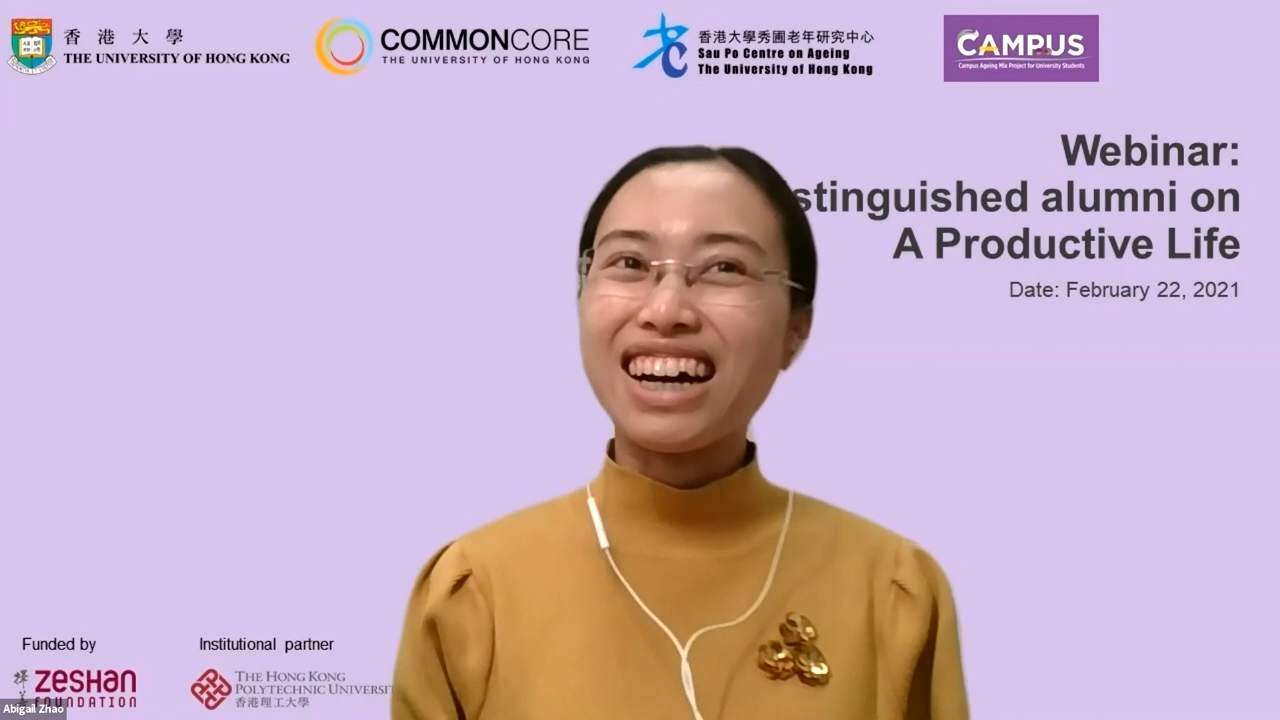 香港大學
THE UNIVERSITY OF HONG KONG
COMMONCORE
THE UNIVERSITY OF HONG KONG
香港大學秀圃老年研究中心
Sau Po Centre on Ageing
The University of Hong Kong
CAMPUS
Campus Ageing Mix Project for University Students
Webinar:
stinguished alumni on
A Productive Life
Date: February 22, 2021
Funded by
Institutional partner
ZeSHaN
FOUNDATION
THE HONG KONG
POLYTECHNIC UNIVERSIT
香港理工大學
Abigail Zhao